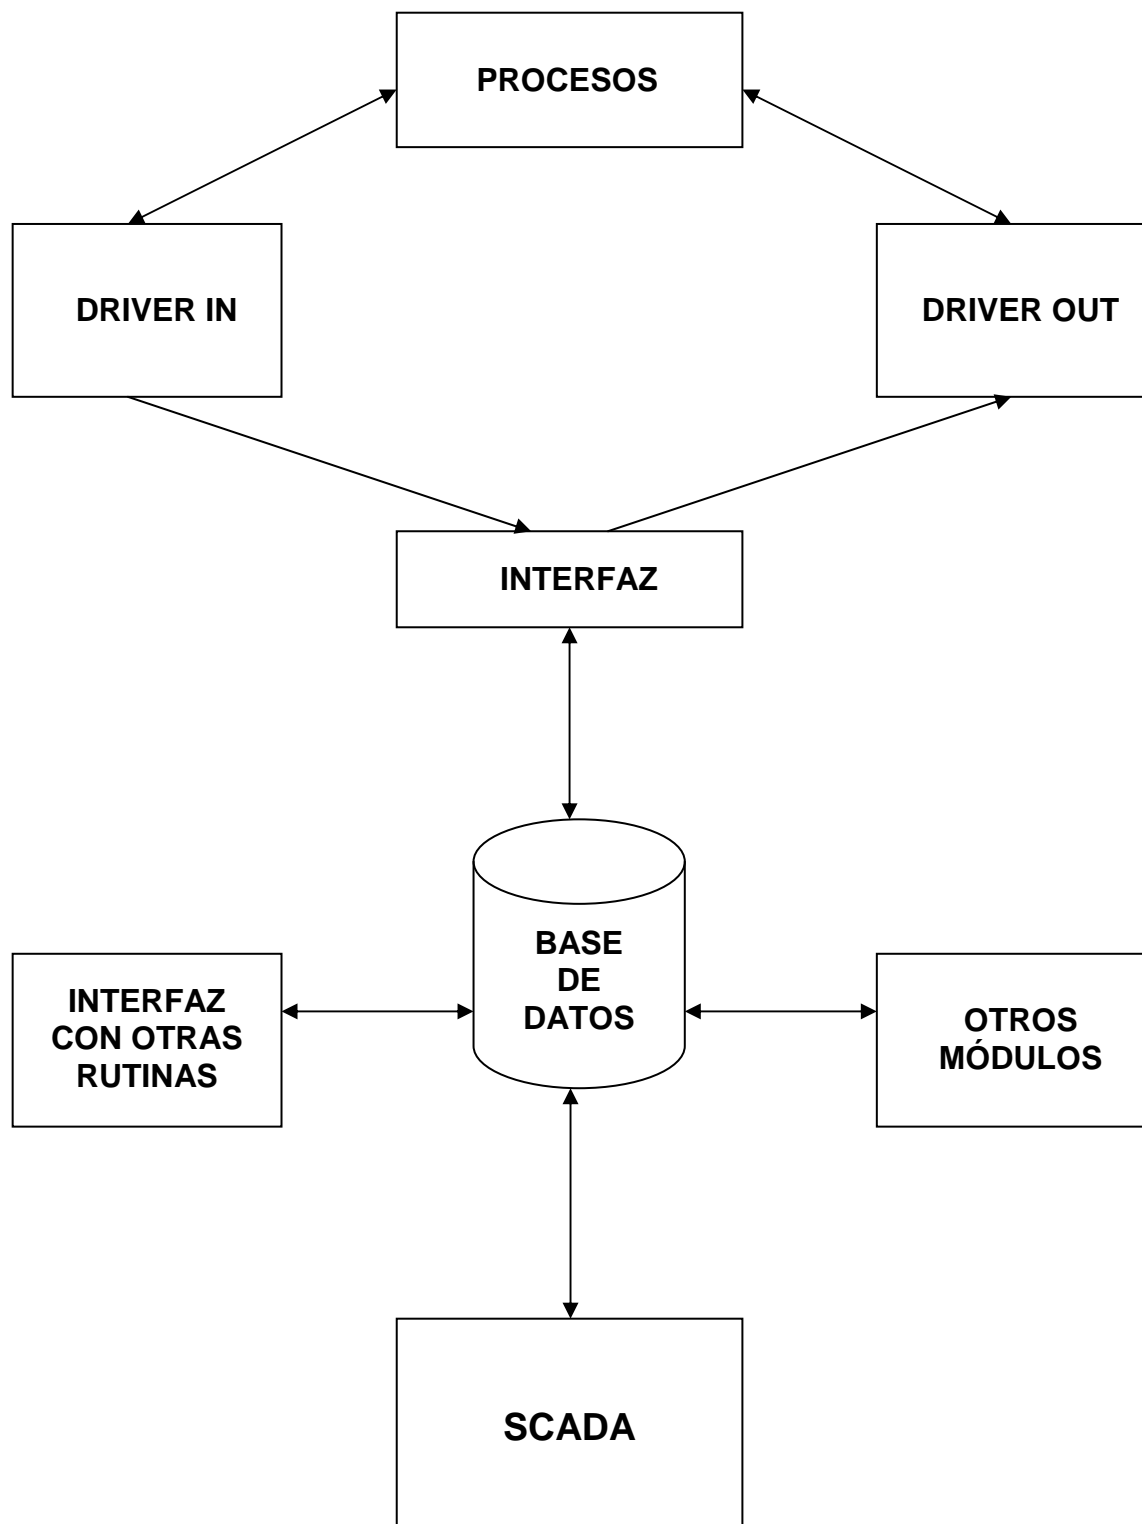 PROCESOS
DRIVER IN
DRIVER OUT
INTERFAZ
BASE
DE
DATOS
INTERFAZ
CON OTRAS
RUTINAS
OTROS
MÓDULOS
SCADA